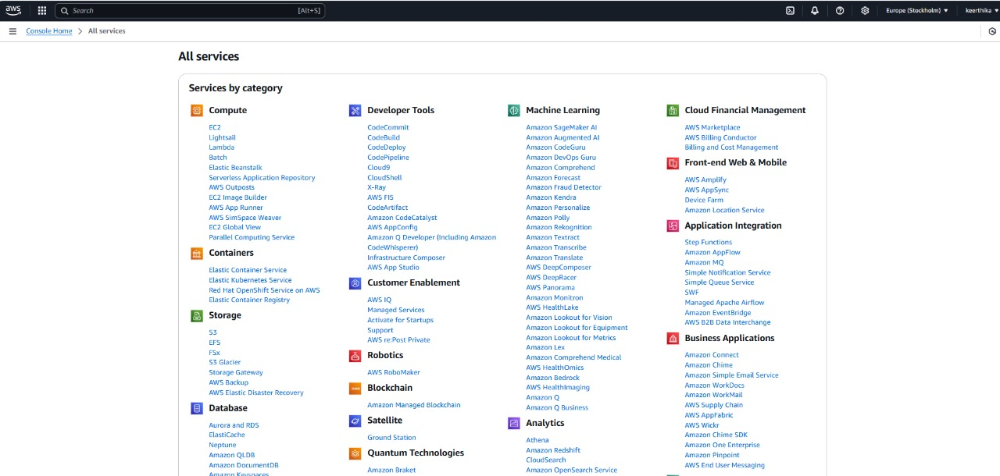 aws
Search
[Alt+S]
Europe (Stockholm)
keerthika
Console Home
All services
All services
Services by category
Compute
EC2
Lightsail
Lambda
Batch
Elastic Beanstalk
Serverless Application Repository
AWS Outposts
EC2 Image Builder
AWS App Runner
AWS SimSpace Weaver
EC2 Global View
Parallel Computing Service
Containers
Elastic Container Service
Elastic Kubernetes Service
Red Hat OpenShift Service on AWS
Elastic Container Registry
Storage
S3
EFS
FSx
S3 Glacier
Storage Gateway
AWS Backup
AWS Elastic Disaster Recovery
Database
Aurora and RDS
ElastiCache
Neptune
Amazon QLDB
Amazon DocumentDB
Amazon Keyspaces
Developer Tools
CodeCommit
CodeBuild
CodeDeploy
CodePipeline
Cloud9
CloudShell
X-Ray
AWS FIS
CodeArtifact
Amazon CodeCatalyst
AWS AppConfig
Amazon Q Developer (Including Amazon
CodeWhisperer)
Infrastructure Composer
AWS App Studio
Customer Enablement
AWS IQ
Managed Services
Activate for Startups
Support
AWS re:Post Private
Robotics
AWS RoboMaker
Blockchain
Amazon Managed Blockchain
Satellite
Ground Station
Quantum Technologies
Amazon Braket
Machine Learning
Amazon SageMaker AI
Amazon Augmented AI
Amazon CodeGuru
Amazon DevOps Guru
Amazon Comprehend
Amazon Forecast
Amazon Fraud Detector
Amazon Kendra
Amazon Personalize
Amazon Polly
Amazon Rekognition
Amazon Textract
Amazon Transcribe
Amazon Translate
AWS DeepComposer
AWS DeepRacer
AWS Panorama
Amazon Monitron
AWS HealthLake
Amazon Lookout for Vision
Amazon Lookout for Equipment
Amazon Lookout for Metrics
Amazon Lex
Amazon Comprehend Medical
AWS HealthOmics
Amazon Bedrock
AWS HealthImaging
Amazon Q
Amazon Q Business
Analytics
Athena
Amazon Redshift
CloudSearch
Amazon OpenSearch Service
Cloud Financial Management
AWS Marketplace
AWS Billing Conductor
Billing and Cost Management
Front-end Web & Mobile
AWS Amplify
AWS AppSync
Device Farm
Amazon Location Service
Application Integration
Step Functions
Amazon AppFlow
Amazon MQ
Simple Notification Service
Simple Queue Service
SWF
Managed Apache Airflow
Amazon EventBridge
AWS B2B Data Interchange
Business Applications
Amazon Connect
Amazon Chime
Amazon Simple Email Service
Amazon WorkDocs
Amazon WorkMail
AWS Supply Chain
AWS AppFabric
AWS Wickr
Amazon Chime SDK
Amazon One Enterprise
Amazon Pinpoint
AWS End User Messaging